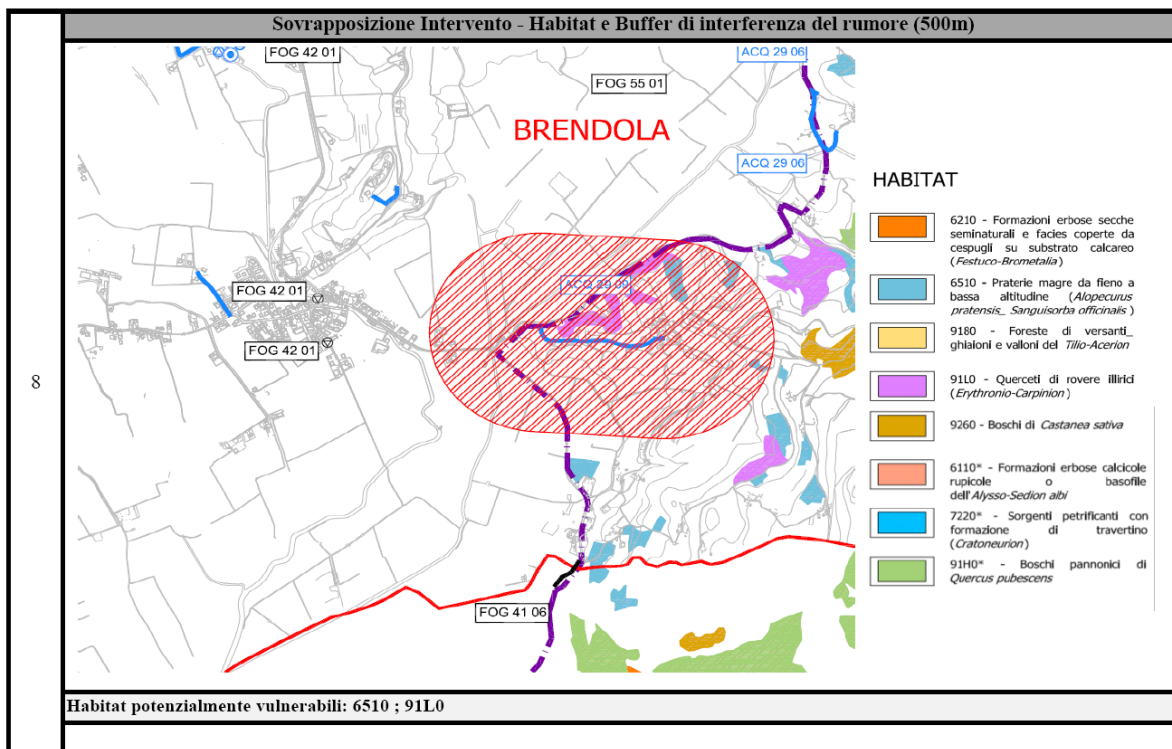 Sovrapposizione Intervento - Habitat e Buffer di interferenza del rumore (500m)
FOG 42 01
ACQ 29 06
FOG 55 01
BRENDOLA
ACQ 29 06
FOG 42 01
ACQ 29 09
FOG 42 01
FOG 41 06
8
HABITAT
6210 - Formazioni erbose secche
seminaturali e facies coperte da
cespugli su substrato calcareo
(Festuco-Brometalia)
6510 - Praterie magre da fieno a
bassa altitudine (Alopecurus
pratensis_ Sanguisorba officinalis)
9180 - Foreste di versanti_
ghiaioni e valloni del Tilio-Acerion
91L0 - Querceti di rovere illirici
(Erythronio-Carpinion)
9260 - Boschi di Castanea sativa
6110* - Formazioni erbose calcicole
rupicole o basofile
dell'Alysso-Sedion albi
7220* - Sorgenti petrificanti con
formazione di travertino
(Cratoneurion)
91H0* - Boschi pannonici di
Quercus pubescens
Habitat potenzialmente vulnerabili: 6510 ; 91L0